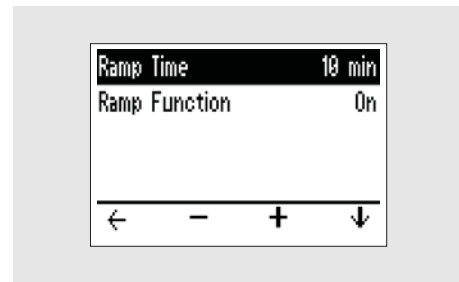 Ramp Time 10 min
Ramp Function On
← − + ↓